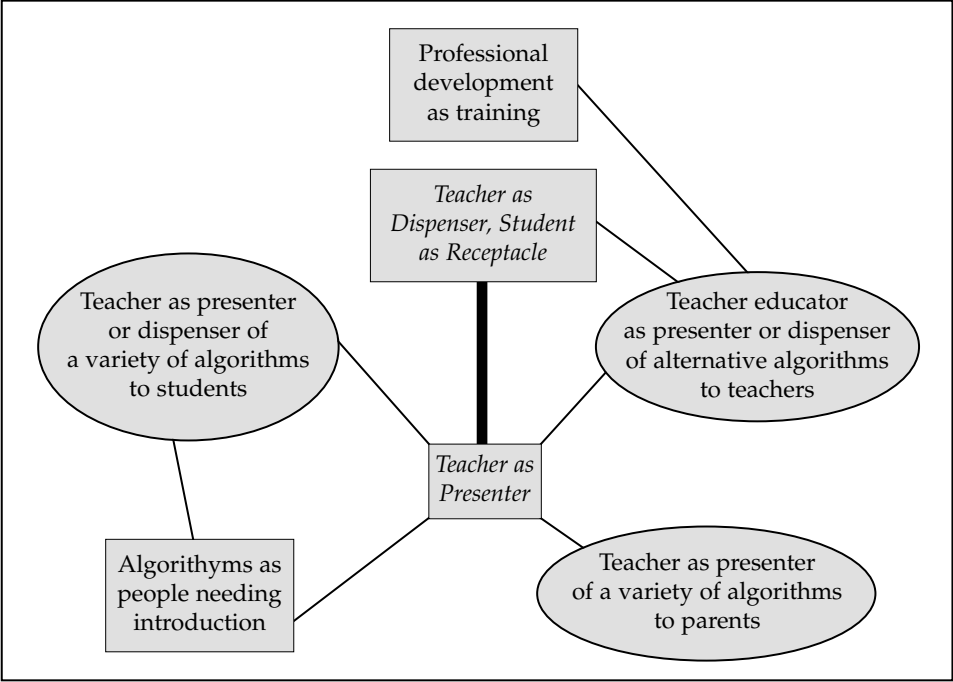 Professional
development
as training
Teacher as
Dispenser, Student
as Receptacle
Teacher as presenter
or dispenser of
a variety of algorithms
to students
Teacher educator
as presenter or dispenser
of alternative algorithms
to teachers
Teacher as
Presenter
Algorithyms as
people needing
introduction
Teacher as presenter
of a variety of algorithms
to parents